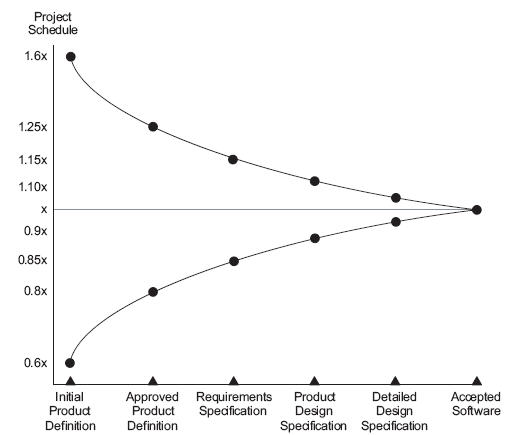 Project
Schedule
1.6x
1.25x
1.15x
1.10x
x
0.9x
0.85x
0.8x
0.6x
Initial
Product
Definition
Approved
Product
Definition
Requirements
Specification
Product
Design
Specification
Detailed
Design
Specification
Accepted
Software